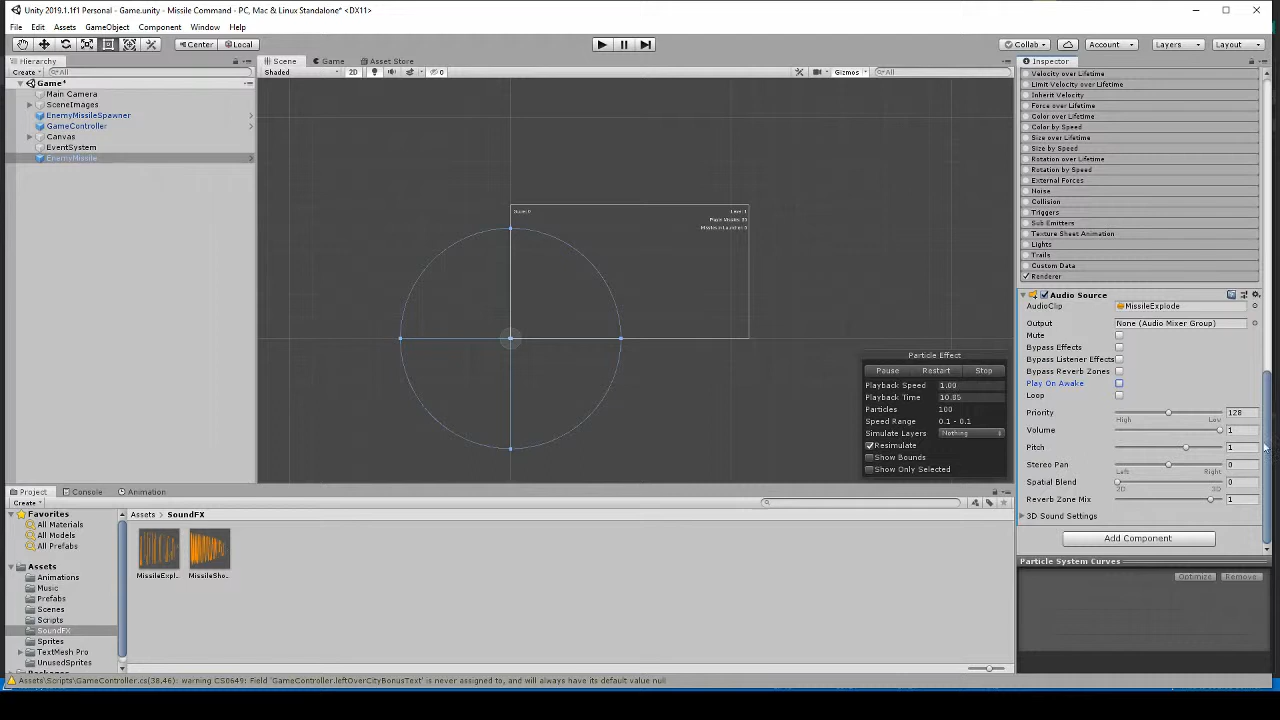 Unity 2019.1.1f1 Personal - Game.unity - Missile Command - PC, Mac & Linux Standalone* <DX11>
File Edit Assets GameObject Component Window Help
Center Local
Collab Account Layers Layout
Hierarchy
Create All
Game*
Main Camera
SceneImages
EnemyMissileSpawner
GameController
Canvas
EventSystem
EnemyMissile
Scene Game Asset Store
Shaded 2D 0 Gizmos All
Particle Effect
Pause Restart Stop
Playback Speed 1.00
Playback Time 10.85
Particles 100
Speed Range 0.1 - 0.1
Simulate Layers Nothing
Resimulate
Show Bounds
Show Only Selected
Inspector
Velocity over Lifetime
Limit Velocity over Lifetime
Inherit Velocity
Force over Lifetime
Color over Lifetime
Color by Speed
Size over Lifetime
Size by Speed
Rotation over Lifetime
Rotation by Speed
External Forces
Noise
Collision
Triggers
Sub Emitters
Texture Sheet Animation
Lights
Trails
Custom Data
Renderer
Audio Source
AudioClip MissileExplode
Output None (Audio Mixer Group)
Mute
Bypass Effects
Bypass Listener Effects
Bypass Reverb Zones
Play On Awake
Loop
Priority 128
High Low
Volume 1
Pitch 1
Stereo Pan 0
Left Right
Spatial Blend 0
2D 3D
Reverb Zone Mix 1
3D Sound Settings
Add Component
Particle System Curves
Optimize Remove
Project Console Animation
Create
Favorites
All Materials
All Models
All Prefabs
Assets
Animations
Music
Prefabs
Scenes
Scripts
SoundFX
Sprites
TextMesh Pro
UnusedSprites
Assets > SoundFX
MissileExpl... MissileSho...
Assets\Scripts\GameController.cs(38,46): warning CS0649: Field 'GameController.leftOverCityBonusText' is never assigned to, and will always have its default value null